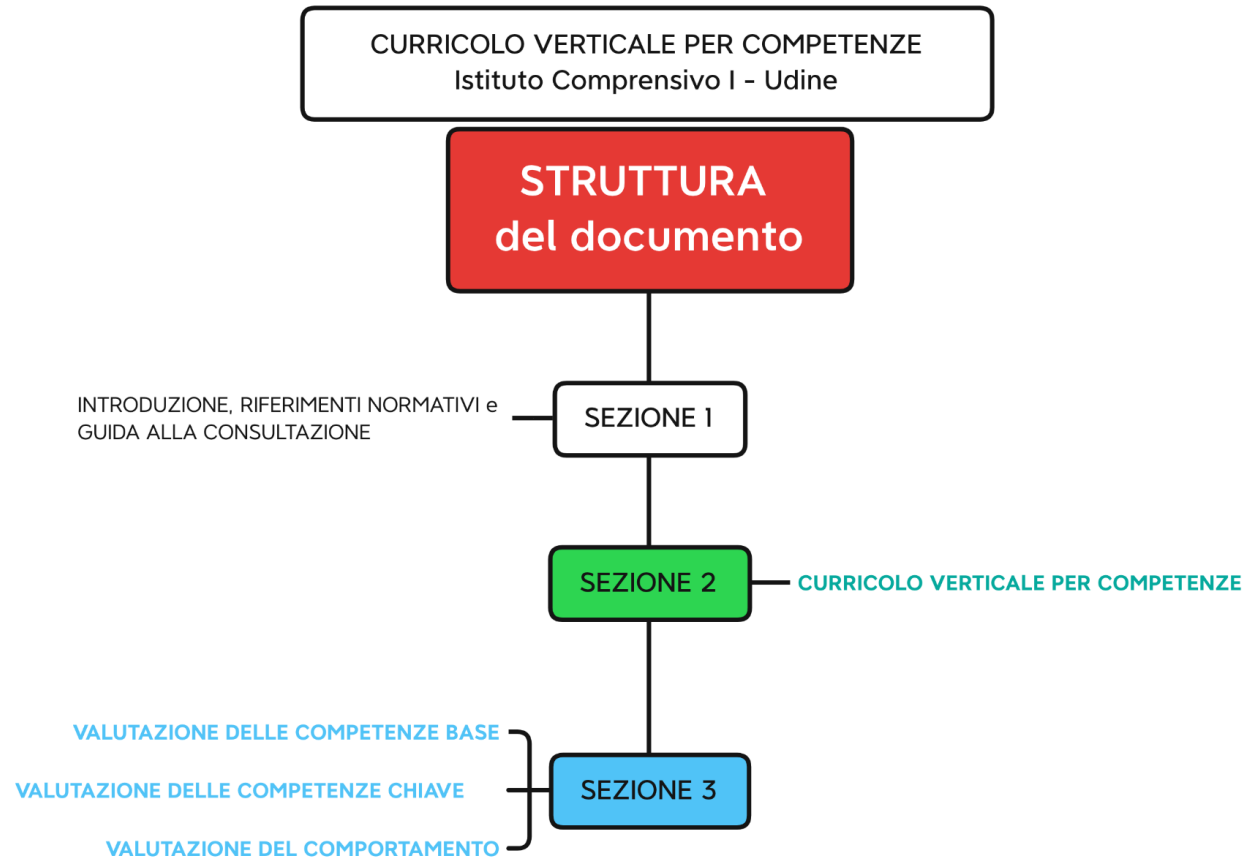 CURRICOLO VERTICALE PER COMPETENZE
Istituto Comprensivo I - Udine
STRUTTURA
del documento
INTRODUZIONE, RIFERIMENTI NORMATIVI e
GUIDA ALLA CONSULTAZIONE
SEZIONE 1
SEZIONE 2
CURRICOLO VERTICALE PER COMPETENZE
VALUTAZIONE DELLE COMPETENZE BASE
VALUTAZIONE DELLE COMPETENZE CHIAVE
VALUTAZIONE DEL COMPORTAMENTO
SEZIONE 3